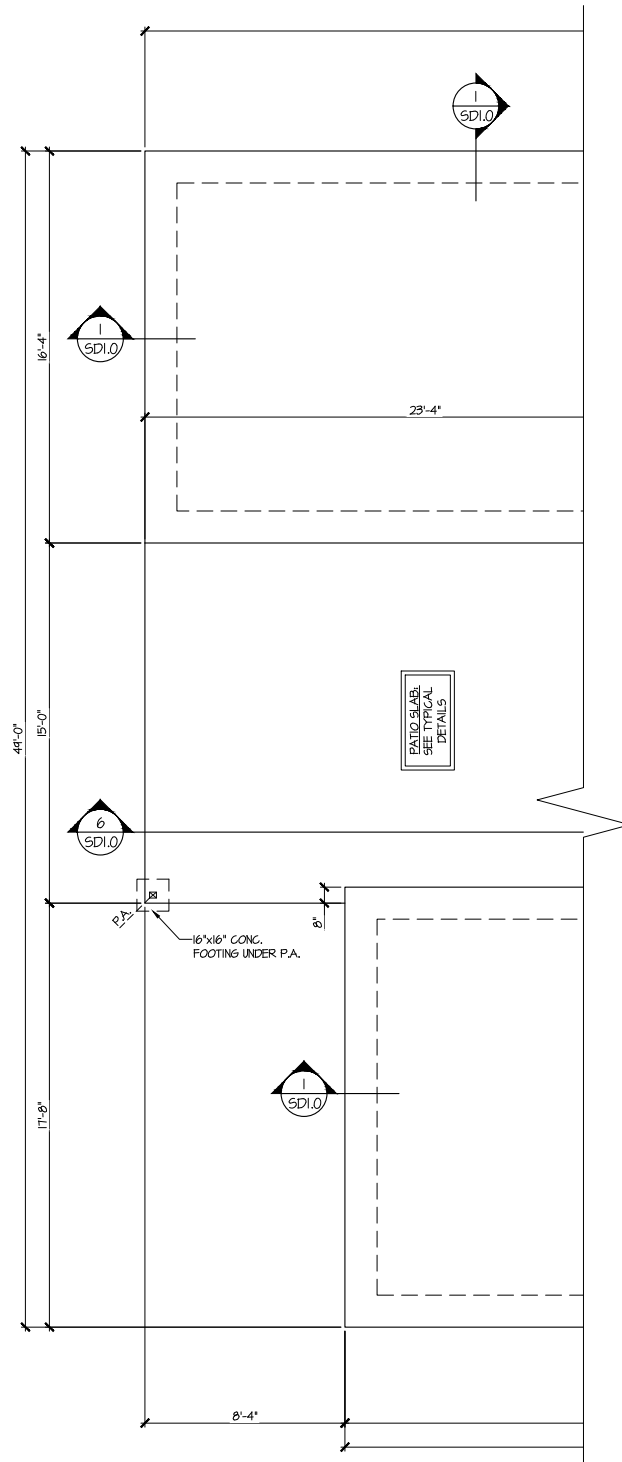 1
SD1.0
1
SD1.0
16'-4"
23'-4"
PATIO SLAB:
SEE TYPICAL
DETAILS
49'-0"
15'-0"
6
SD1.0
P.A.
8"
16"x16" CONC.
FOOTING UNDER P.A.
1
SD1.0
17'-8"
8'-4"